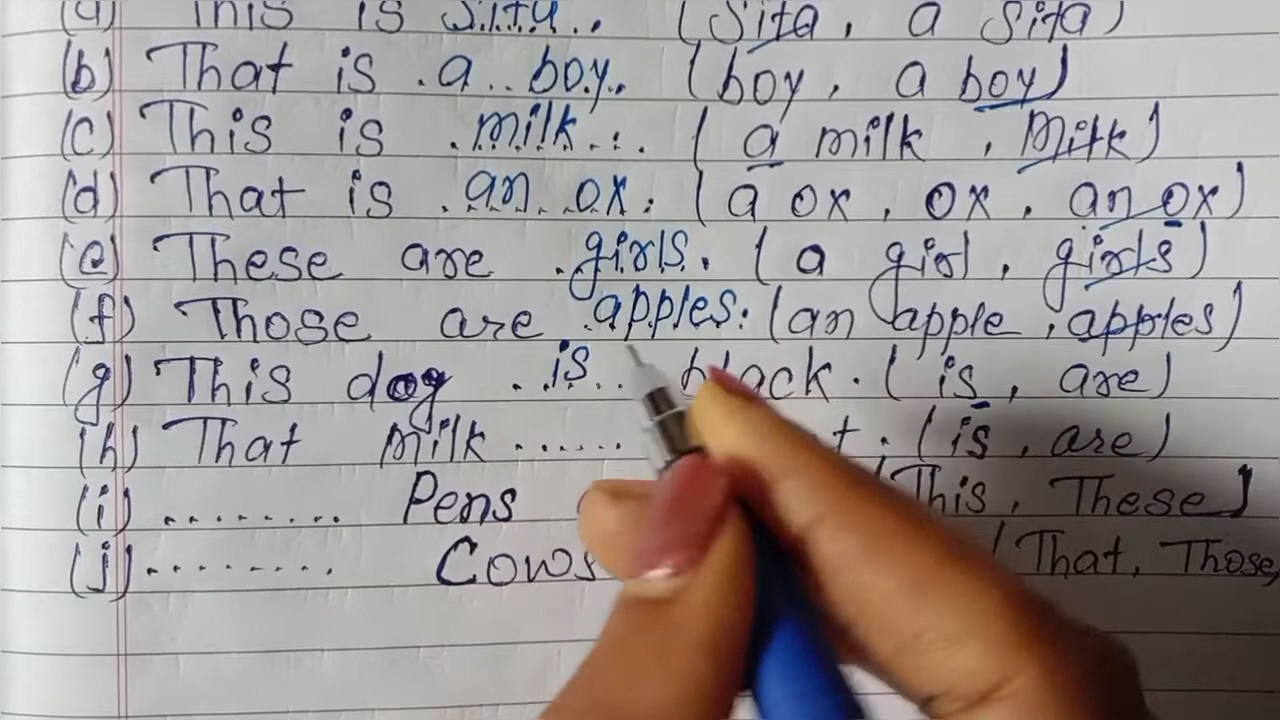 (a) This is Sita.. (Sita, a Sita)
(b) That is .a.. boy.. (boy, a boy)
(c) This is .milk... (a milk, Milk)
(d) That is .an ox. (a ox, ox, an ox)
(e) These are .girls. (a girl, girls)
(f) Those are .apples. (an apple, apples)
(g) This dog ..is.. black. (is, are)
(h) That Milk ...... t. (is, are)
(i) ........ Pens (This, These)
(j) ........ Cows (That, Those,